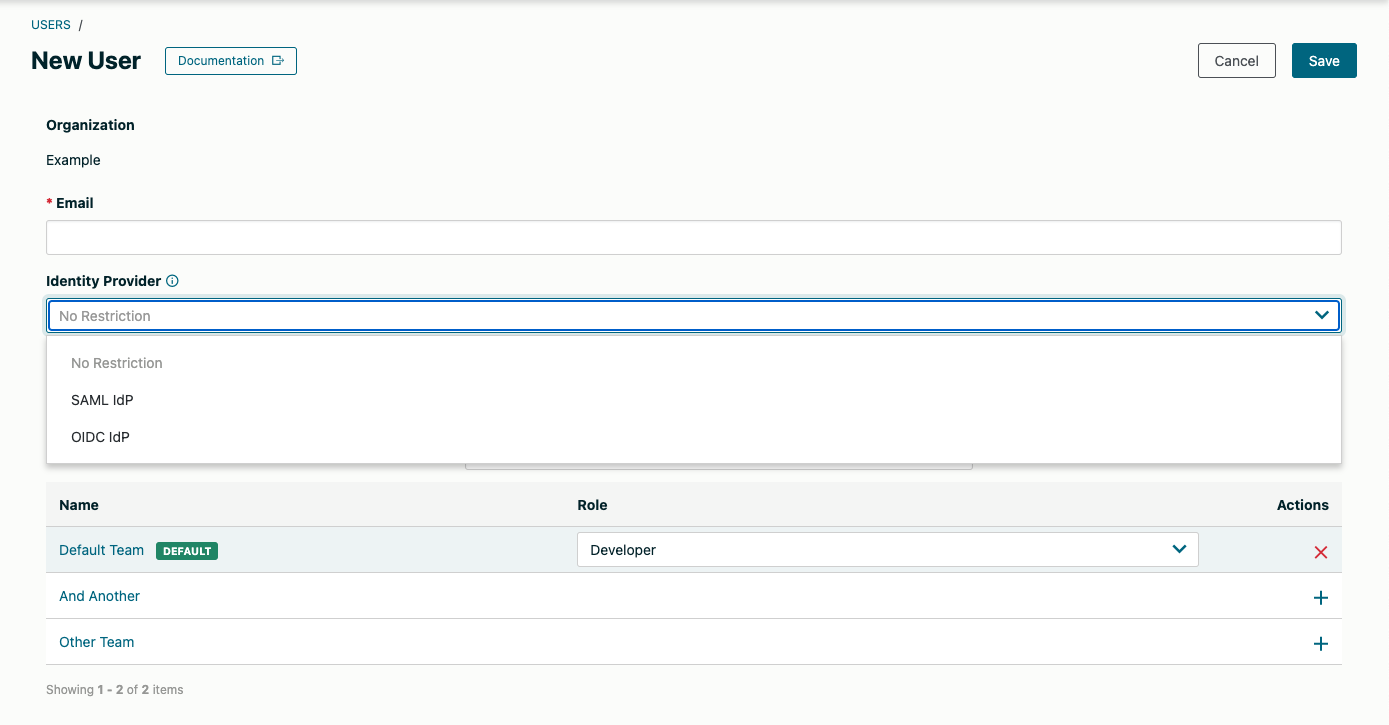 USERS /
New User Documentation Cancel Save
Organization
Example
* Email
Identity Provider
No Restriction
No Restriction
SAML IdP
OIDC IdP
Name Role Actions
Default Team DEFAULT Developer
And Another
Other Team
Showing 1 - 2 of 2 items